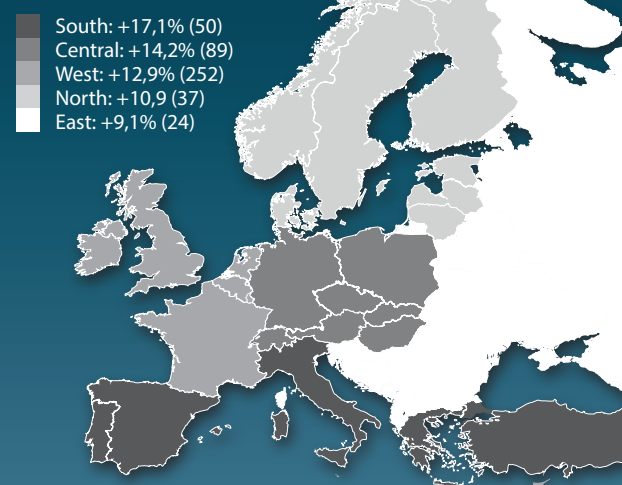 South: +17,1% (50)
Central: +14,2% (89)
West: +12,9% (252)
North: +10,9 (37)
East: +9,1% (24)